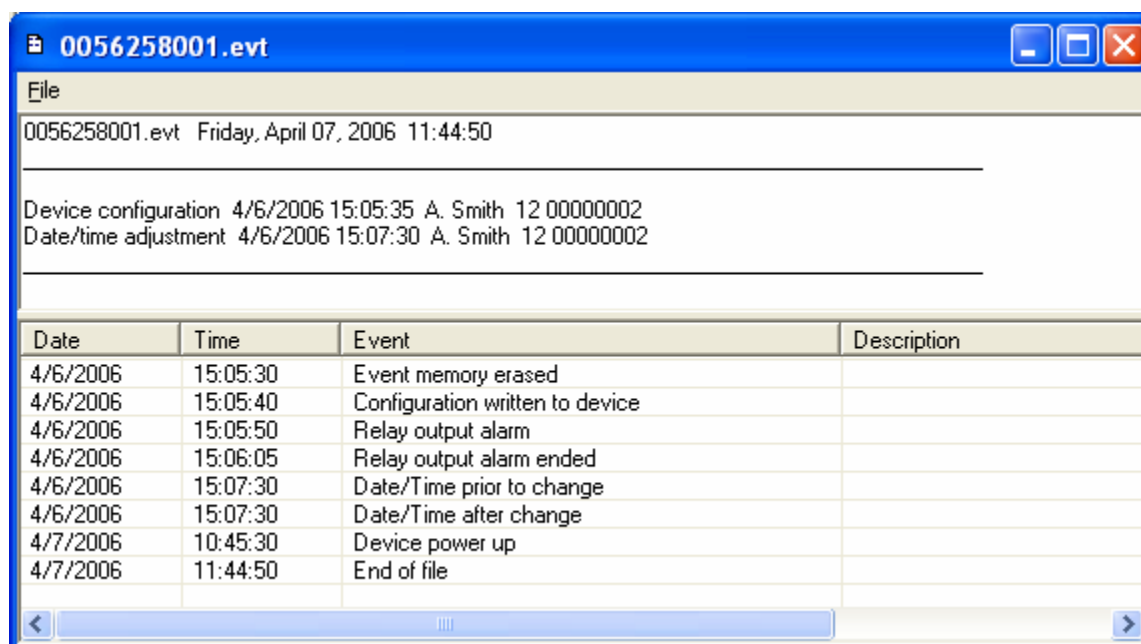 0056258001.evt
File
0056258001.evt Friday, April 07, 2006 11:44:50
Device configuration 4/6/2006 15:05:35 A. Smith 12 00000002
Date/time adjustment 4/6/2006 15:07:30 A. Smith 12 00000002
Date Time Event Description
4/6/2006 15:05:30 Event memory erased
4/6/2006 15:05:40 Configuration written to device
4/6/2006 15:05:50 Relay output alarm
4/6/2006 15:06:05 Relay output alarm ended
4/6/2006 15:07:30 Date/Time prior to change
4/6/2006 15:07:30 Date/Time after change
4/7/2006 10:45:30 Device power up
4/7/2006 11:44:50 End of file